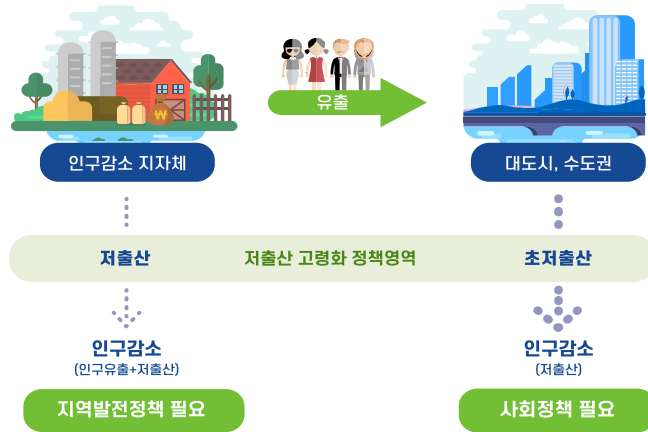 유출
₩
인구감소 지자체
대도시, 수도권
저출산
저출산 고령화 정책영역
초저출산
인구감소
(인구유출+저출산)
인구감소
(저출산)
지역발전정책 필요
사회정책 필요